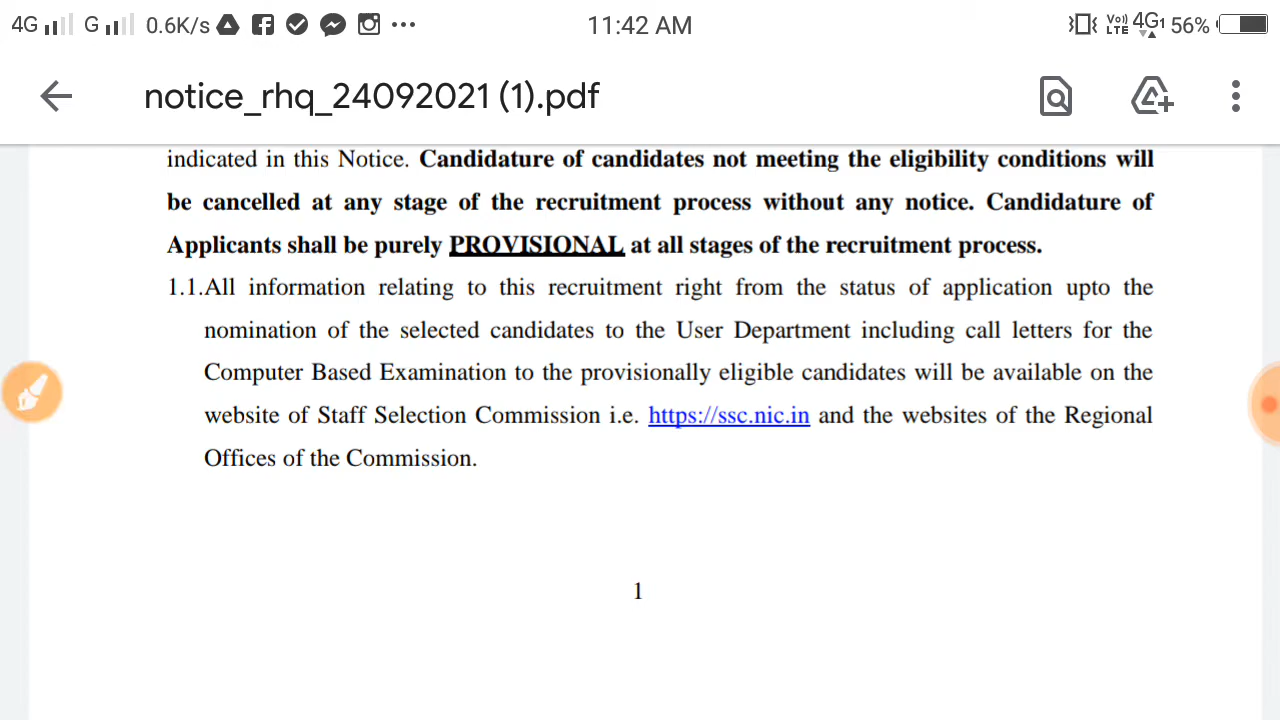 4G G 0.6K/s 11:42 AM Vo) LTE 4G1 56%
notice_rhq_24092021 (1).pdf
indicated in this Notice. Candidature of candidates not meeting the eligibility conditions will
be cancelled at any stage of the recruitment process without any notice. Candidature of
Applicants shall be purely PROVISIONAL at all stages of the recruitment process.
1.1.All information relating to this recruitment right from the status of application upto the
nomination of the selected candidates to the User Department including call letters for the
Computer Based Examination to the provisionally eligible candidates will be available on the
website of Staff Selection Commission i.e. https://ssc.nic.in and the websites of the Regional
Offices of the Commission.
1